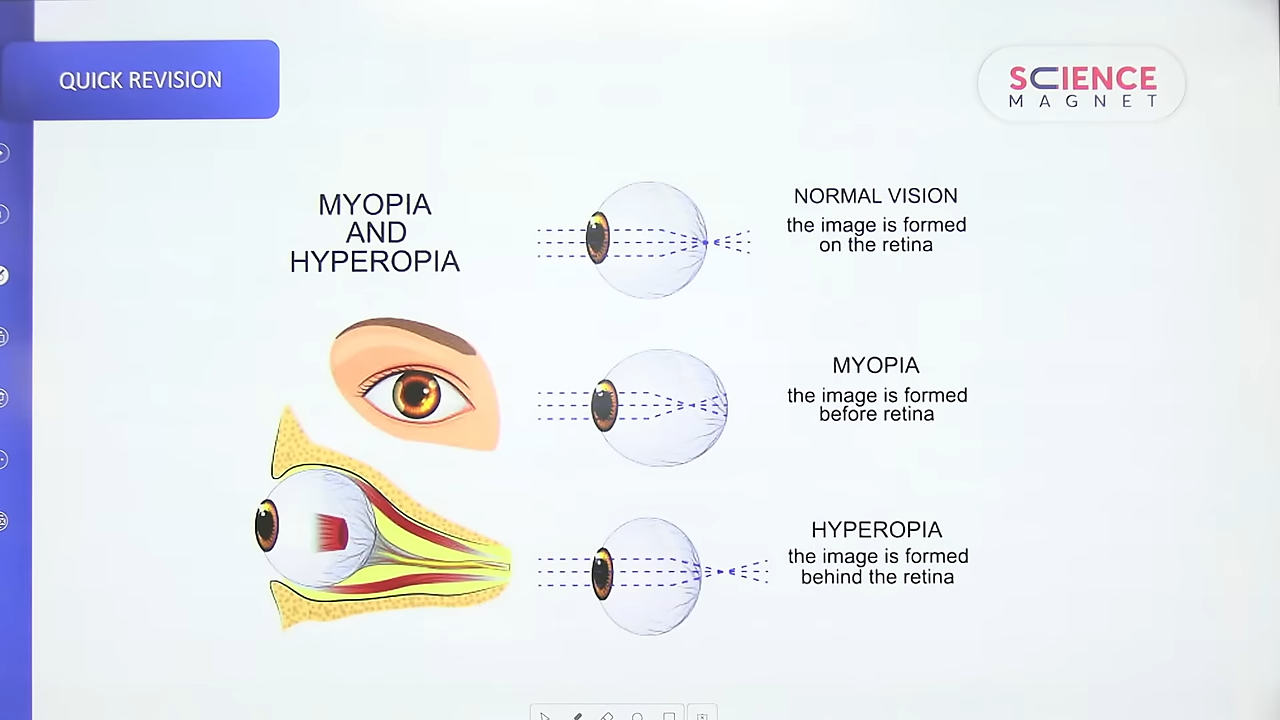 QUICK REVISION
SCIENCE
MAGNET
MYOPIA
AND
HYPEROPIA
NORMAL VISION
the image is formed
on the retina
MYOPIA
the image is formed
before retina
HYPEROPIA
the image is formed
behind the retina